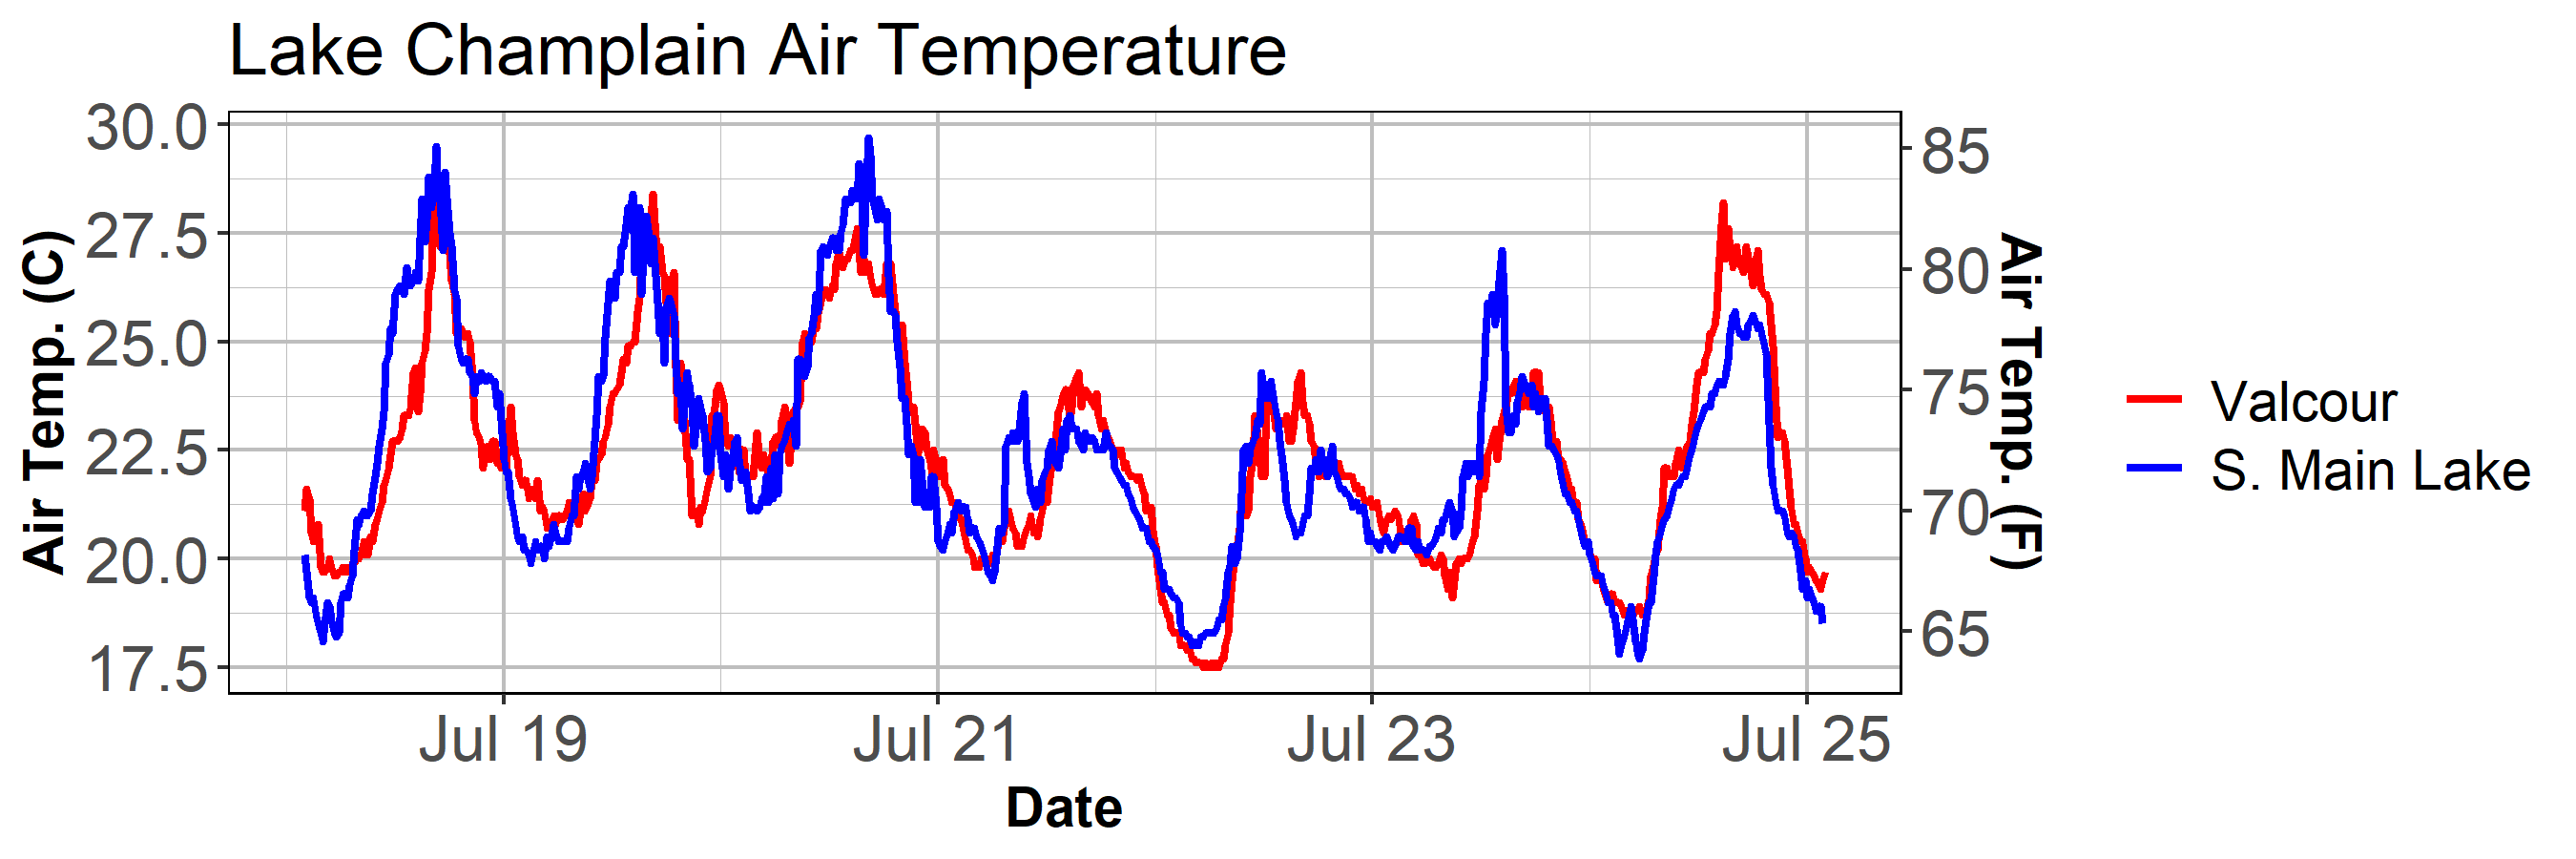 Lake Champlain Air Temperature
30.0
27.5
25.0
22.5
20.0
17.5
Air Temp. (C)
85
80
75
70
65
Air Temp. (F)
Jul 19
Jul 21
Jul 23
Jul 25
Date
Valcour
S. Main Lake